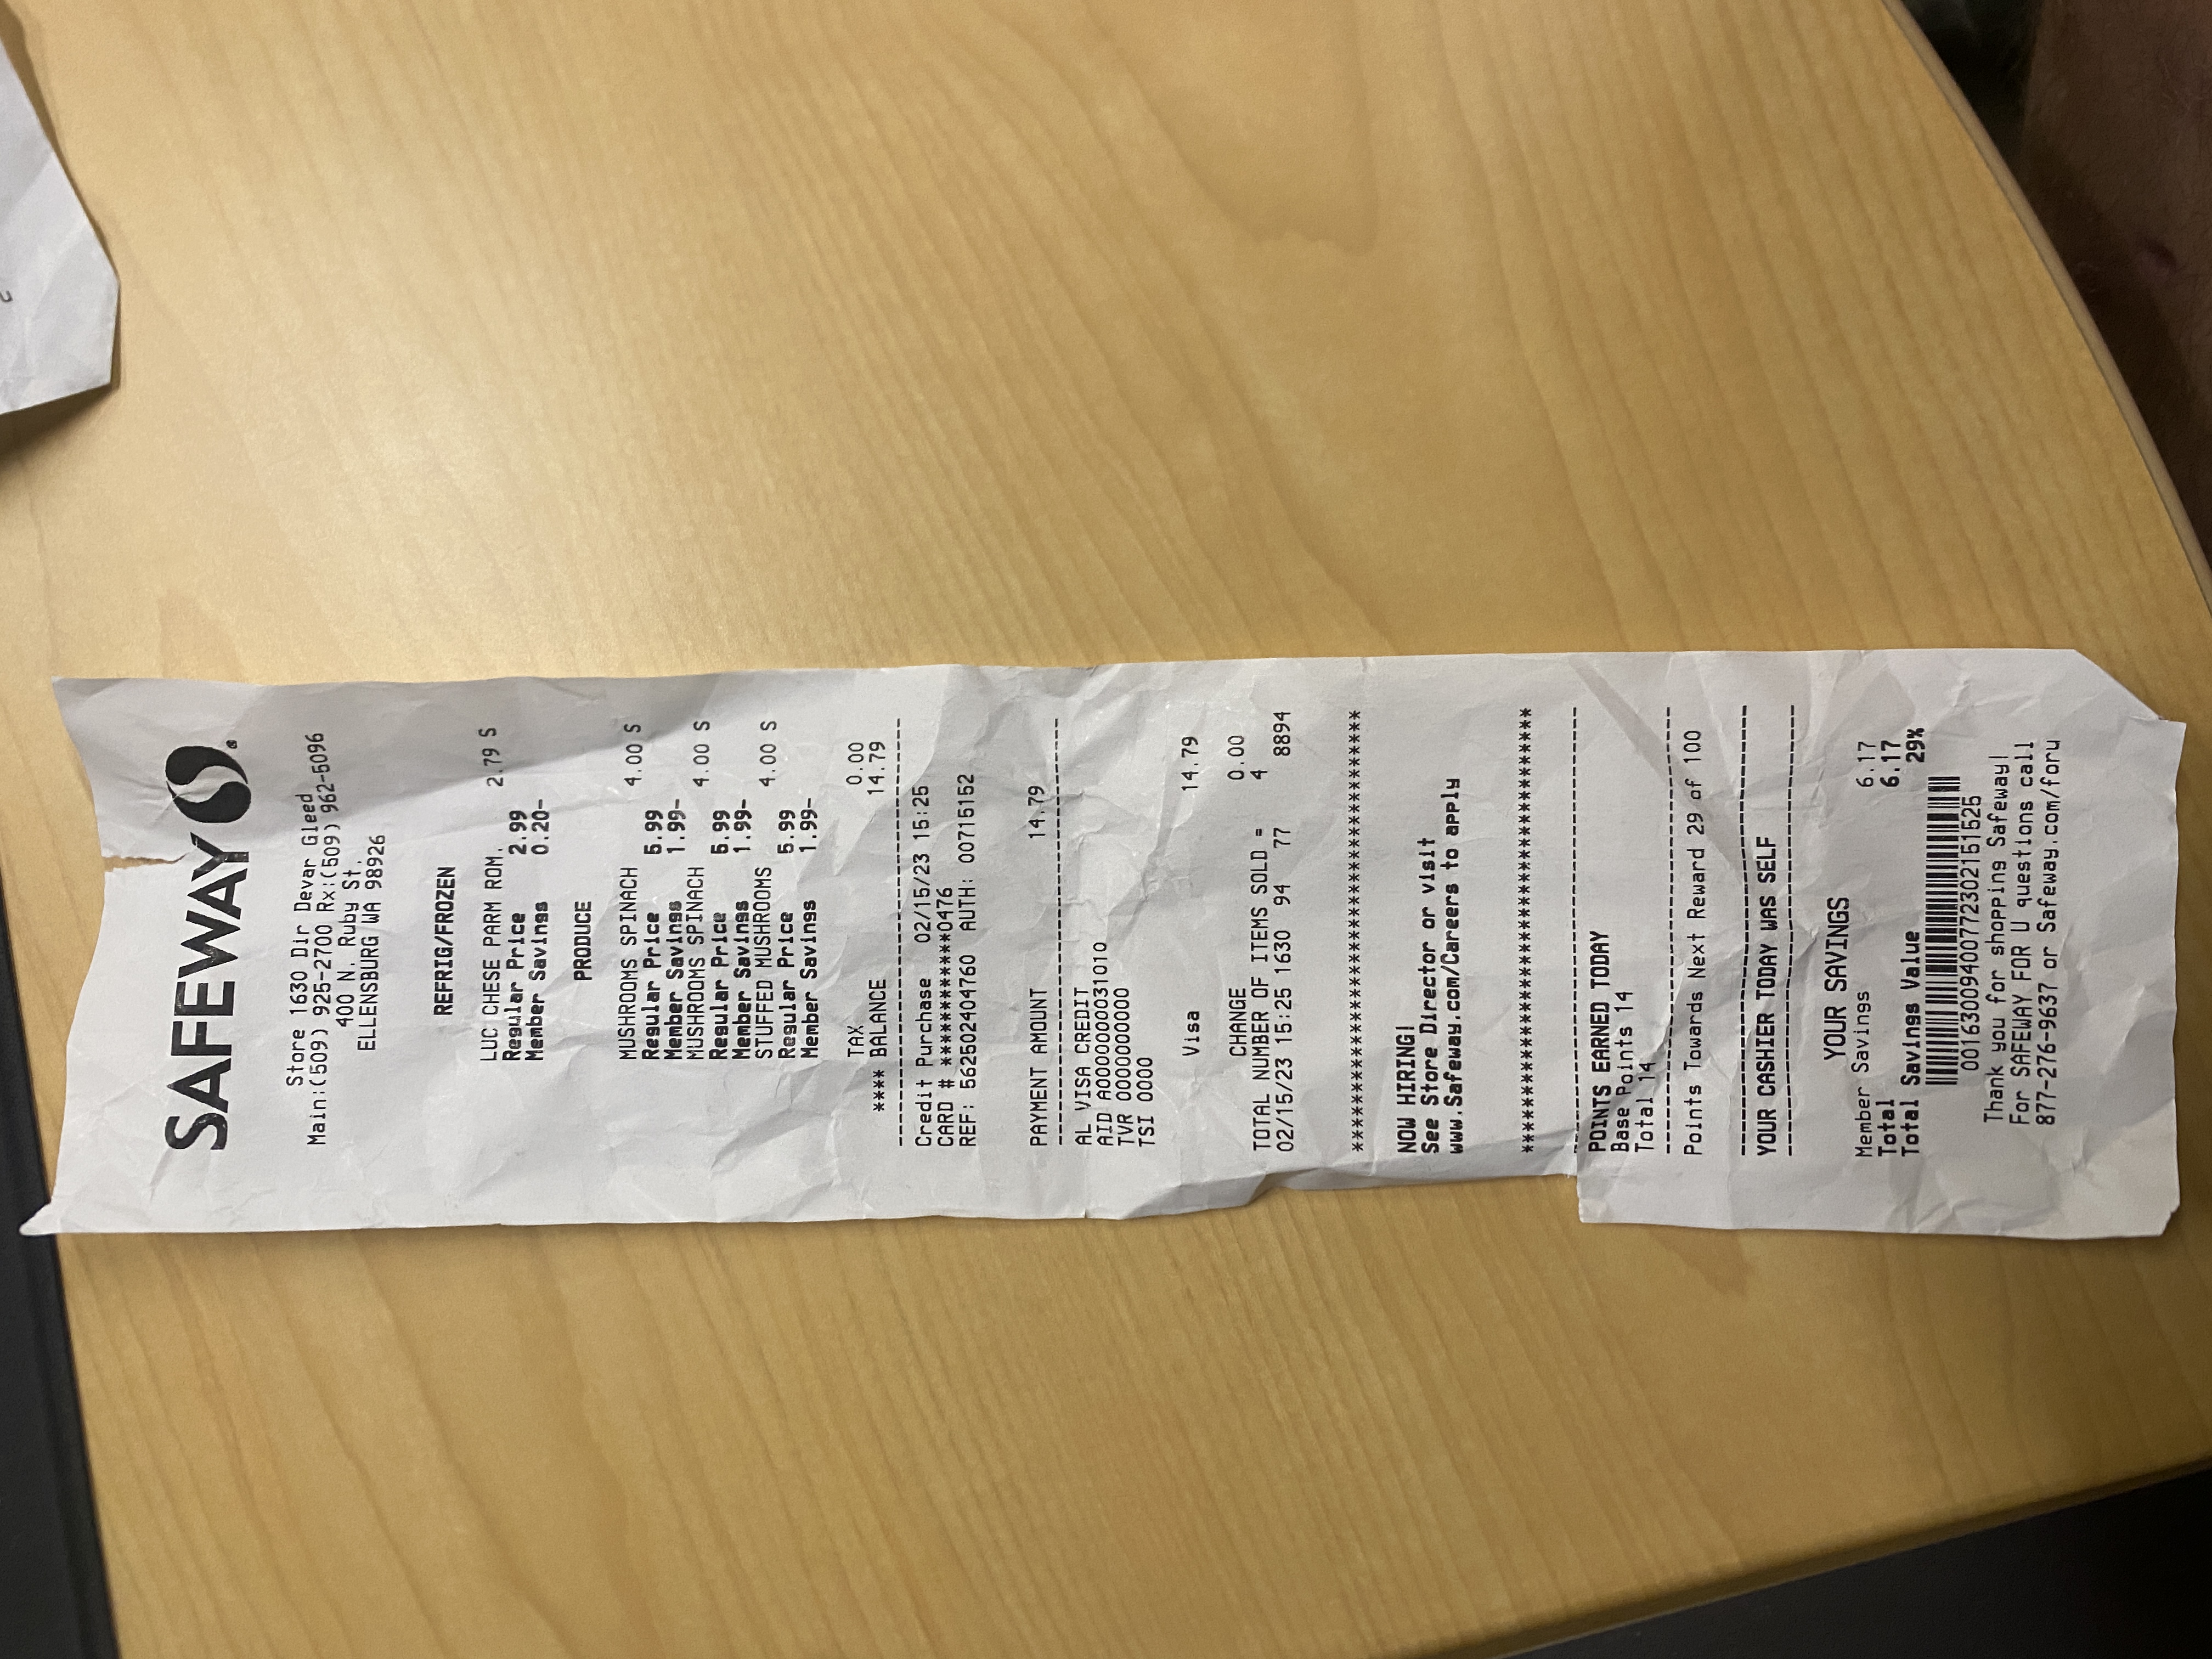 SAFEWAY
Store 1630 Dir Devar Gleed
Main:(509) 925-2700 Rx:(509) 962-5096
400 N. Ruby St.
ELLENSBURG WA 98926
REFRIG/FROZEN
LUC CHESE PARM ROM. 2.79 S
Regular Price 2.99
Member Savings 0.20-
PRODUCE
MUSHROOMS SPINACH 4.00 S
Regular Price 5.99
Member Savings 1.99-
MUSHROOMS SPINACH 4.00 S
Regular Price 5.99
Member Savings 1.99-
STUFFED MUSHROOMS 4.00 S
Regular Price 5.99
Member Savings 1.99-
TAX 0.00
**** BALANCE 14.79
Credit Purchase 02/15/23 15:25
CARD # ************0476
REF: 562502404760 AUTH: 00715152
PAYMENT AMOUNT 14.79
AL VISA CREDIT
AID A0000000031010
TVR 0000000000
TSI 0000
Visa 14.79
CHANGE 0.00
TOTAL NUMBER OF ITEMS SOLD = 4
02/15/23 15:25 1630 94 77 8894
***************************************
NOW HIRING!
See Store Director or visit
www.Safeway.com/Careers to apply
***************************************
POINTS EARNED TODAY
Base Points 14
Total 14
Points Towards Next Reward 29 of 100
YOUR CASHIER TODAY WAS SELF
YOUR SAVINGS
Member Savings 6.17
Total 6.17
Total Savings Value 29%
00163009400772302151525
Thank you for shopping Safeway!
For SAFEWAY FOR U questions call
877-276-9637 or Safeway.com/foru